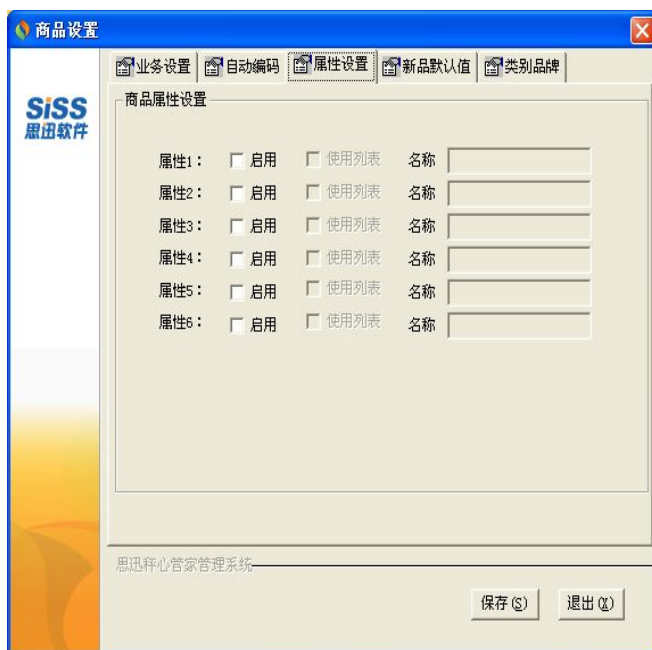 商品设置
业务设置 自动编码 属性设置 新品默认值 类别品牌
SiSS
思迅软件
商品属性设置
属性1： 启用 使用列表 名称
属性2： 启用 使用列表 名称
属性3： 启用 使用列表 名称
属性4： 启用 使用列表 名称
属性5： 启用 使用列表 名称
属性6： 启用 使用列表 名称
思迅秤心管家管理系统
保存(S) 退出(X)